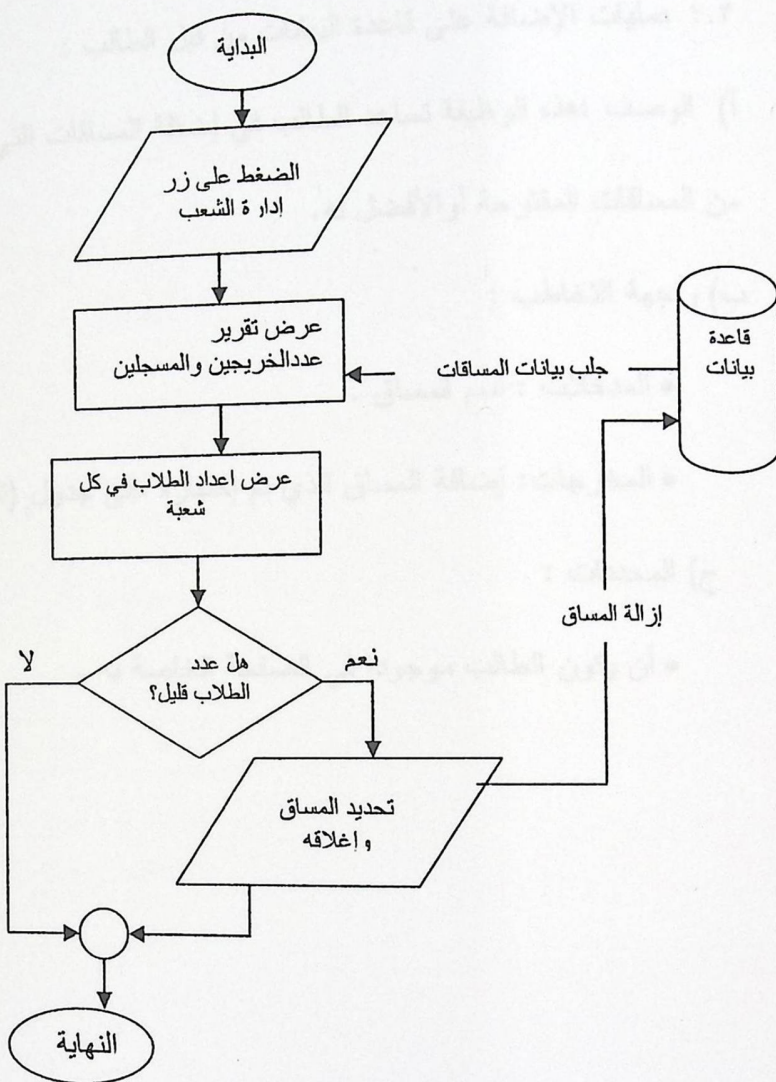 البداية
الضغط على زر
إدارة الشعب
عرض تقرير
عددالخريجين والمسجلين
جلب بيانات المساقات
قاعدة
بيانات
عرض اعداد الطلاب في كل
شعبة
إزالة المساق
هل عدد
الطلاب قليل؟
نعم
لا
تحديد المساق
وإغلاقه
النهاية